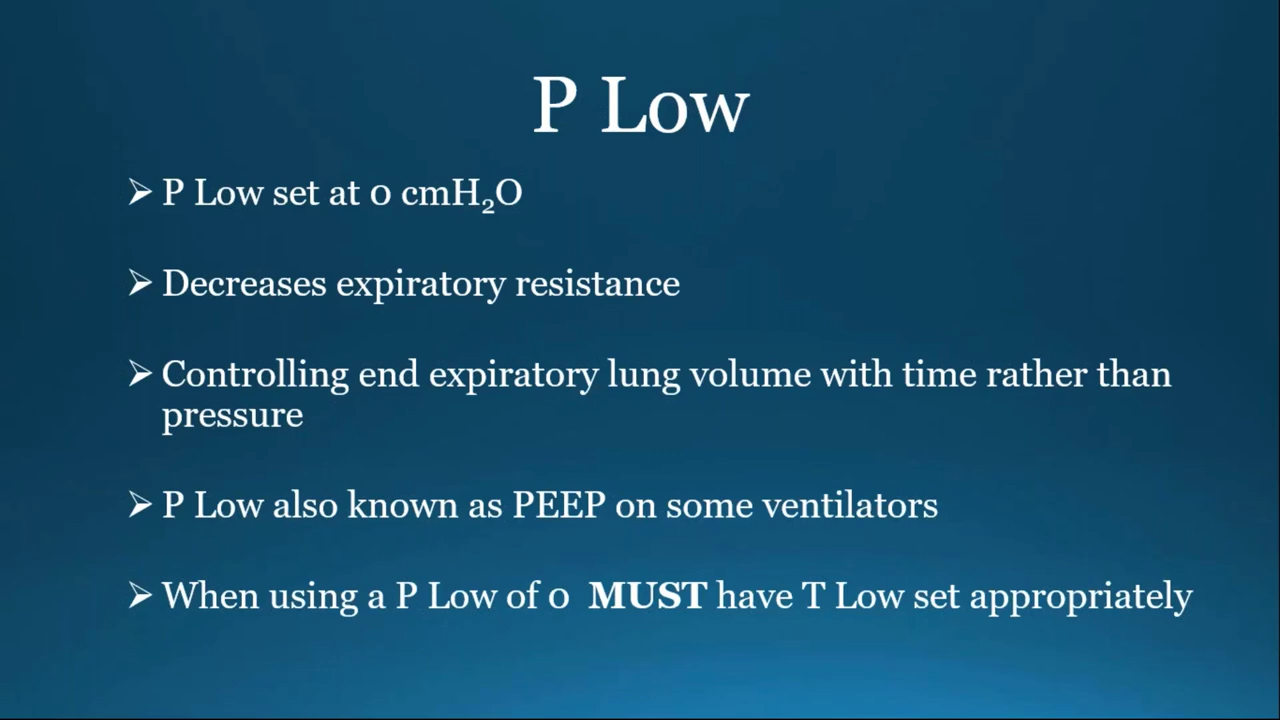 P Low
➢ P Low set at 0 cmH₂O
➢ Decreases expiratory resistance
➢ Controlling end expiratory lung volume with time rather than
pressure
➢ P Low also known as PEEP on some ventilators
➢ When using a P Low of 0  MUST have T Low set appropriately